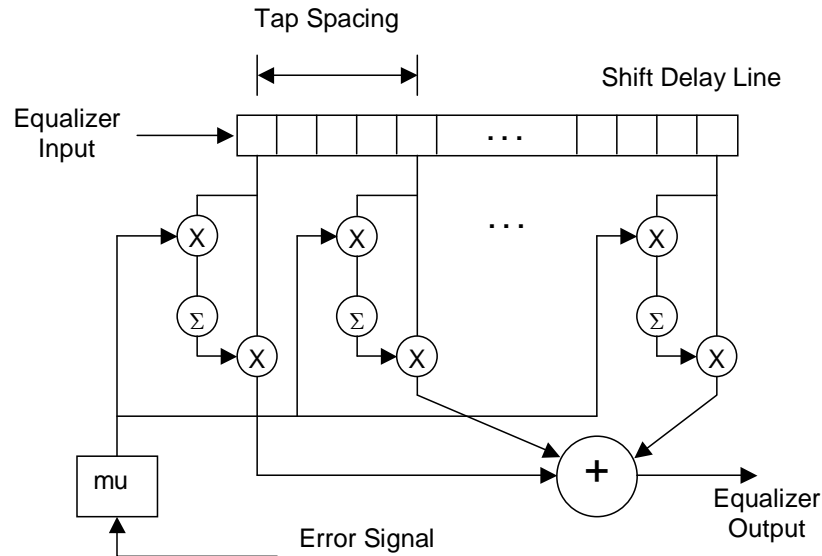 Tap Spacing
Shift Delay Line
Equalizer
Input
. . .
. . .
X
X
X
Σ
Σ
Σ
X
X
X
mu
+
Equalizer
Output
Error Signal